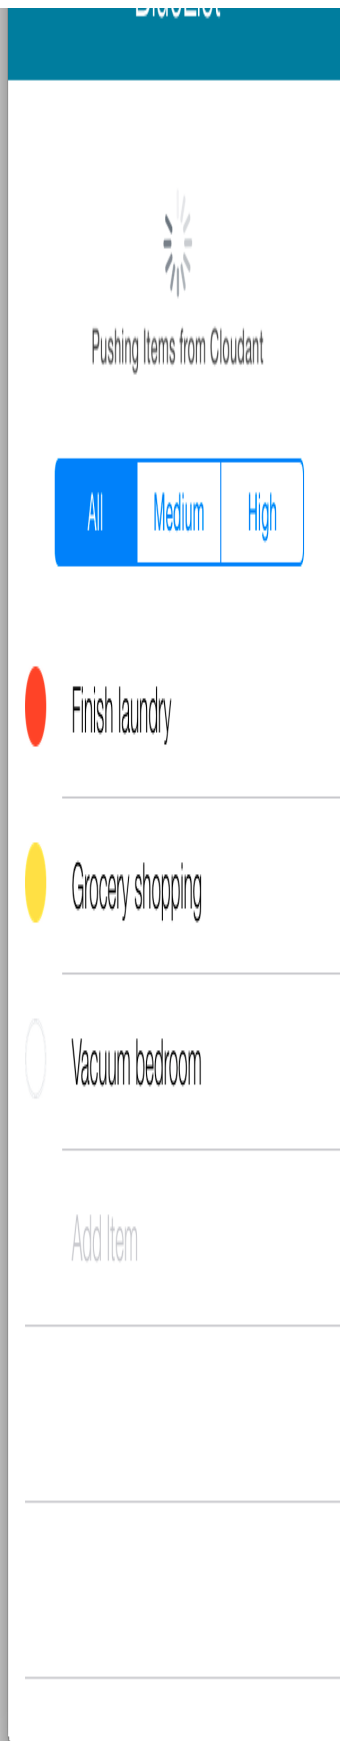 Pushing Items from Cloudant
All Medium High
Finish laundry
Grocery shopping
Vacuum bedroom
Add Item